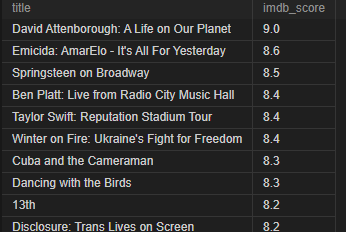 title imdb_score
David Attenborough: A Life on Our Planet 9.0
Emicida: AmarElo - It's All For Yesterday 8.6
Springsteen on Broadway 8.5
Ben Platt: Live from Radio City Music Hall 8.4
Taylor Swift: Reputation Stadium Tour 8.4
Winter on Fire: Ukraine's Fight for Freedom 8.4
Cuba and the Cameraman 8.3
Dancing with the Birds 8.3
13th 8.2
Disclosure: Trans Lives on Screen 8.2